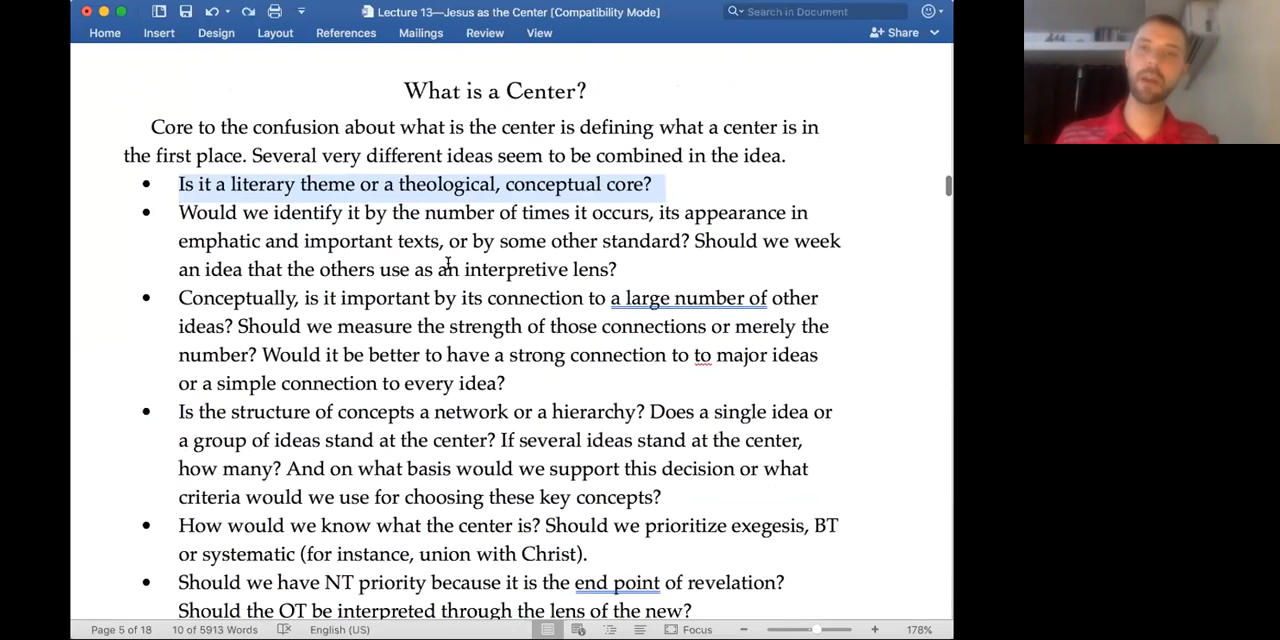 Lecture 13—Jesus as the Center [Compatibility Mode]
Search in Document
Home Insert Design Layout References Mailings Review View
Share
What is a Center?
Core to the confusion about what is the center is defining what a center is in
the first place. Several very different ideas seem to be combined in the idea.
• Is it a literary theme or a theological, conceptual core?
• Would we identify it by the number of times it occurs, its appearance in
emphatic and important texts, or by some other standard? Should we week
an idea that the others use as an interpretive lens?
• Conceptually, is it important by its connection to a large number of other
ideas? Should we measure the strength of those connections or merely the
number? Would it be better to have a strong connection to to major ideas
or a simple connection to every idea?
• Is the structure of concepts a network or a hierarchy? Does a single idea or
a group of ideas stand at the center? If several ideas stand at the center,
how many? And on what basis would we support this decision or what
criteria would we use for choosing these key concepts?
• How would we know what the center is? Should we prioritize exegesis, BT
or systematic (for instance, union with Christ).
• Should we have NT priority because it is the end point of revelation?
Should the OT be interpreted through the lens of the new?
Page 5 of 18 10 of 5913 Words English (US) Focus 178%